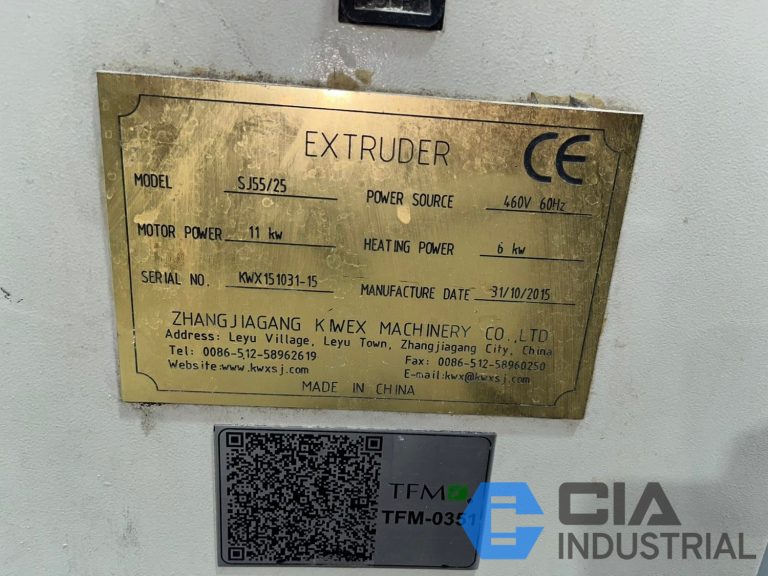 EXTRUDER
CE
MODEL SJ55/25
POWER SOURCE 460V 60Hz
MOTOR POWER 11 kw
HEATING POWER 6 kw
SERIAL NO. KWX151031-15
MANUFACTURE DATE 31/10/2015
ZHANGJIAGANG KIWEX MACHINERY CO.,LTD
Address: Leyu Village, Leyu Town, Zhangjiagang City, China
Tel: 0086-512-58962619
Fax: 0086-512-58960250
Website:www.kwxsj.com
E-mail:kwx@kwxsj.com
MADE IN CHINA
TFM
TFM-0351
CIA
INDUSTRIAL